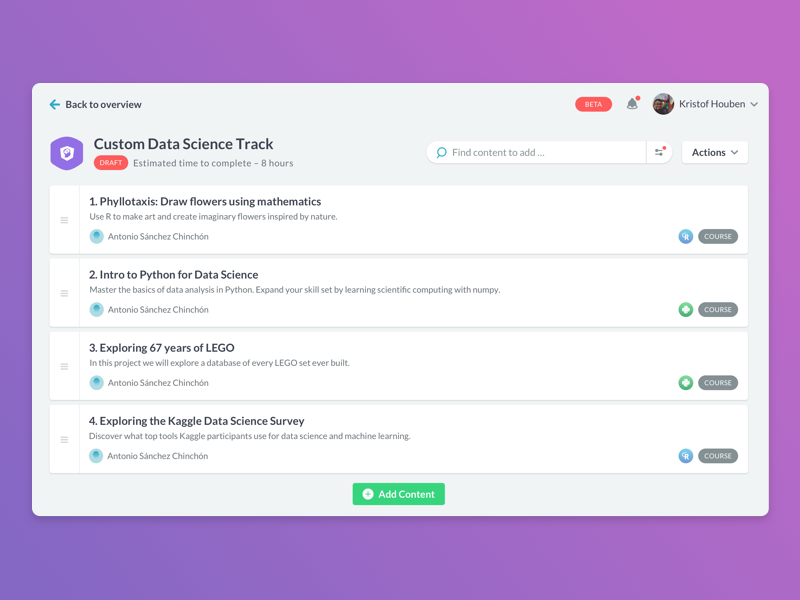 Back to overview
BETA
Kristof Houben
Custom Data Science Track
DRAFT Estimated time to complete – 8 hours
Find content to add ...
Actions
1. Phyllotaxis: Draw flowers using mathematics
Use R to make art and create imaginary flowers inspired by nature.
Antonio Sánchez Chinchón
R COURSE
2. Intro to Python for Data Science
Master the basics of data analysis in Python. Expand your skill set by learning scientific computing with numpy.
Antonio Sánchez Chinchón
COURSE
3. Exploring 67 years of LEGO
In this project we will explore a database of every LEGO set ever built.
Antonio Sánchez Chinchón
COURSE
4. Exploring the Kaggle Data Science Survey
Discover what top tools Kaggle participants use for data science and machine learning.
Antonio Sánchez Chinchón
R COURSE
Add Content